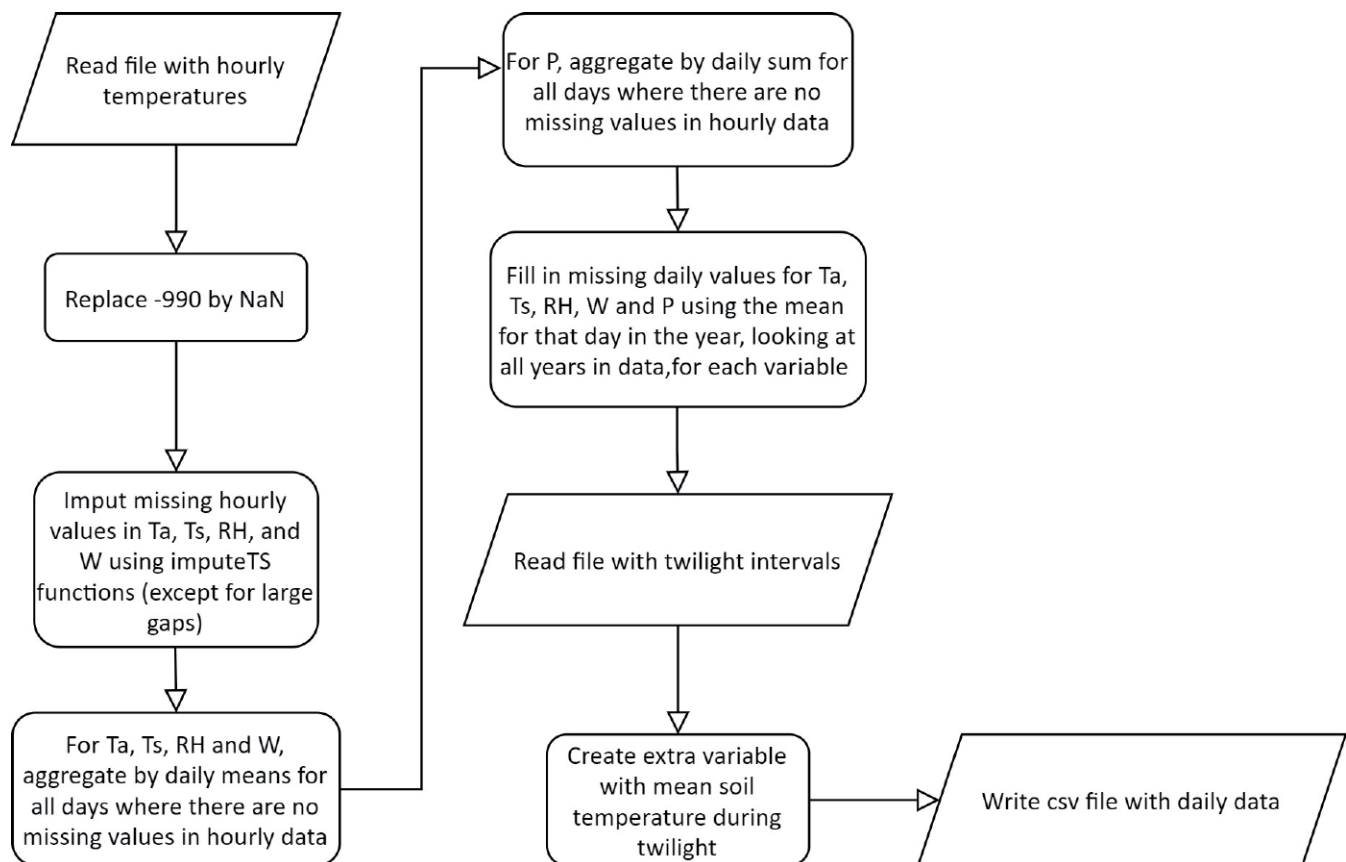 Read file with hourly
temperatures
Replace -990 by NaN
Imput missing hourly
values in Ta, Ts, RH, and
W using imputeTS
functions (except for large
gaps)
For Ta, Ts, RH and W,
aggregate by daily means for
all days where there are no
missing values in hourly data
For P, aggregate by daily sum for
all days where there are no
missing values in hourly data
Fill in missing daily values for Ta,
Ts, RH, W and P using the mean
for that day in the year, looking at
all years in data,for each variable
Read file with twilight intervals
Create extra variable
with mean soil
temperature during
twilight
Write csv file with daily data